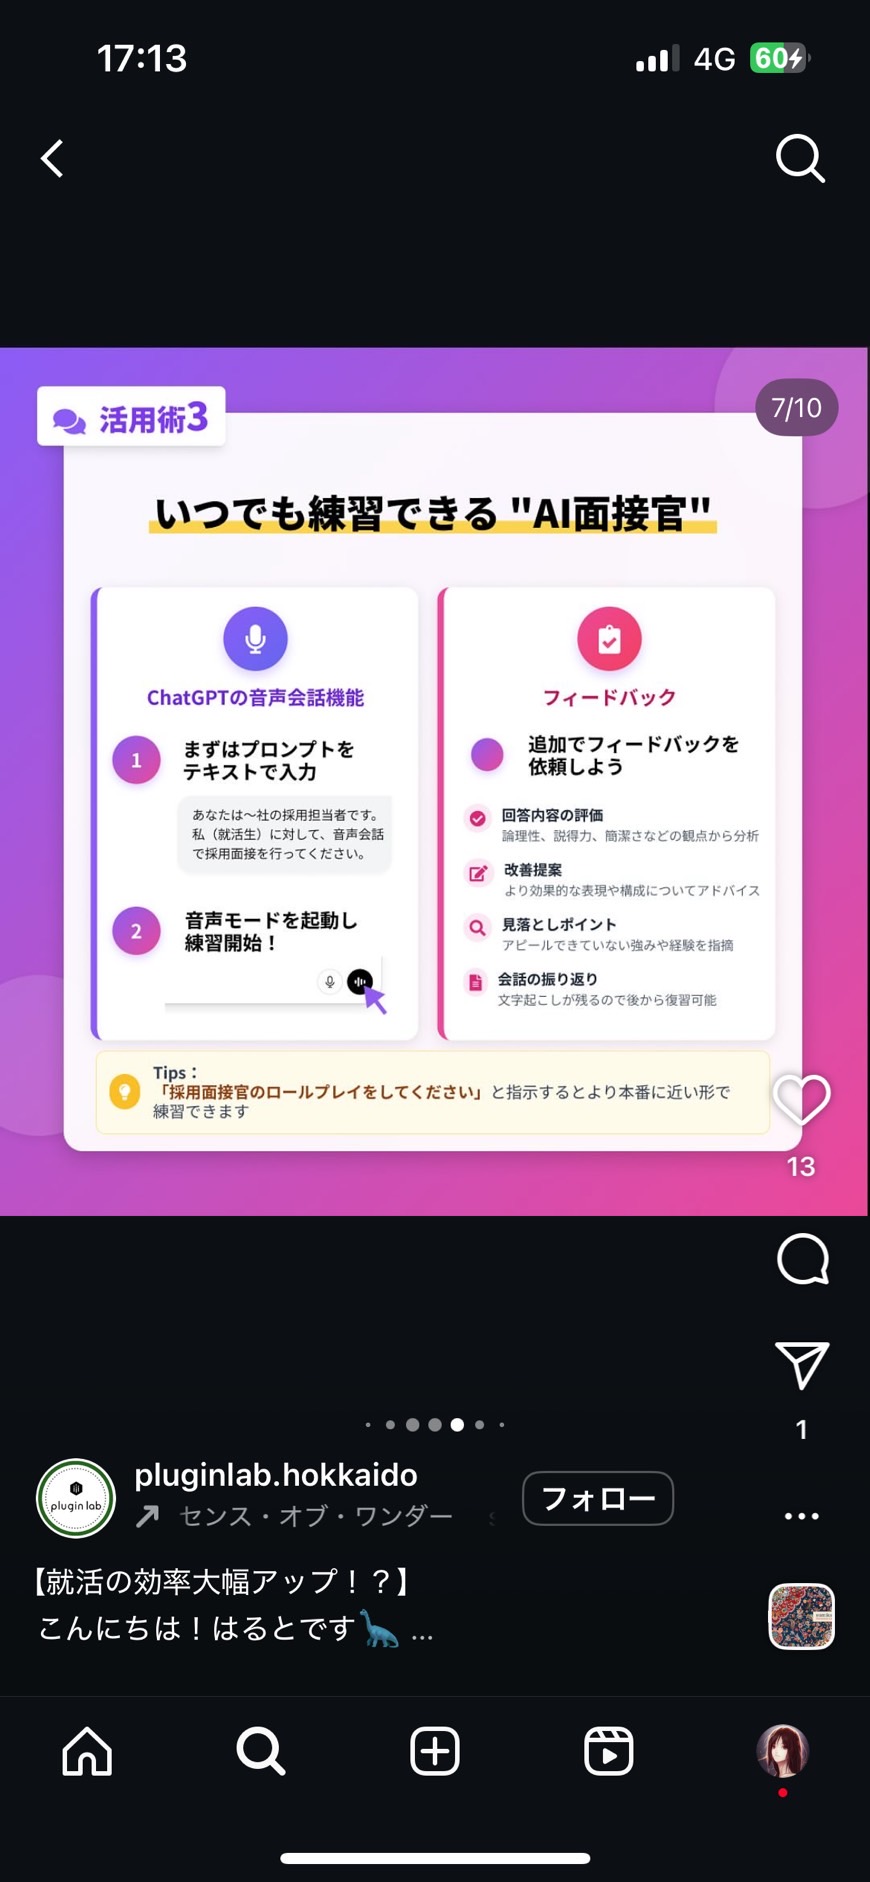 17:13
4G 60
7/10
活用術3
いつでも練習できる "AI面接官"
ChatGPTの音声会話機能
1
まずはプロンプトを
テキストで入力
あなたは〜社の採用担当者です。
私（就活生）に対して、音声会話
で採用面接を行ってください。
2
音声モードを起動し
練習開始！
フィードバック
追加でフィードバックを
依頼しよう
回答内容の評価
論理性、説得力、簡潔さなどの観点から分析
改善提案
より効果的な表現や構成についてアドバイス
見落としポイント
アピールできていない強みや経験を指摘
会話の振り返り
文字起こしが残るので後から復習可能
Tips：
「採用面接官のロールプレイをしてください」と指示するとより本番に近い形で
練習できます
13
1
plugin lab
pluginlab.hokkaido
センス・オブ・ワンダー
フォロー
【就活の効率大幅アップ！？】
こんにちは！はるとです🦕 ...